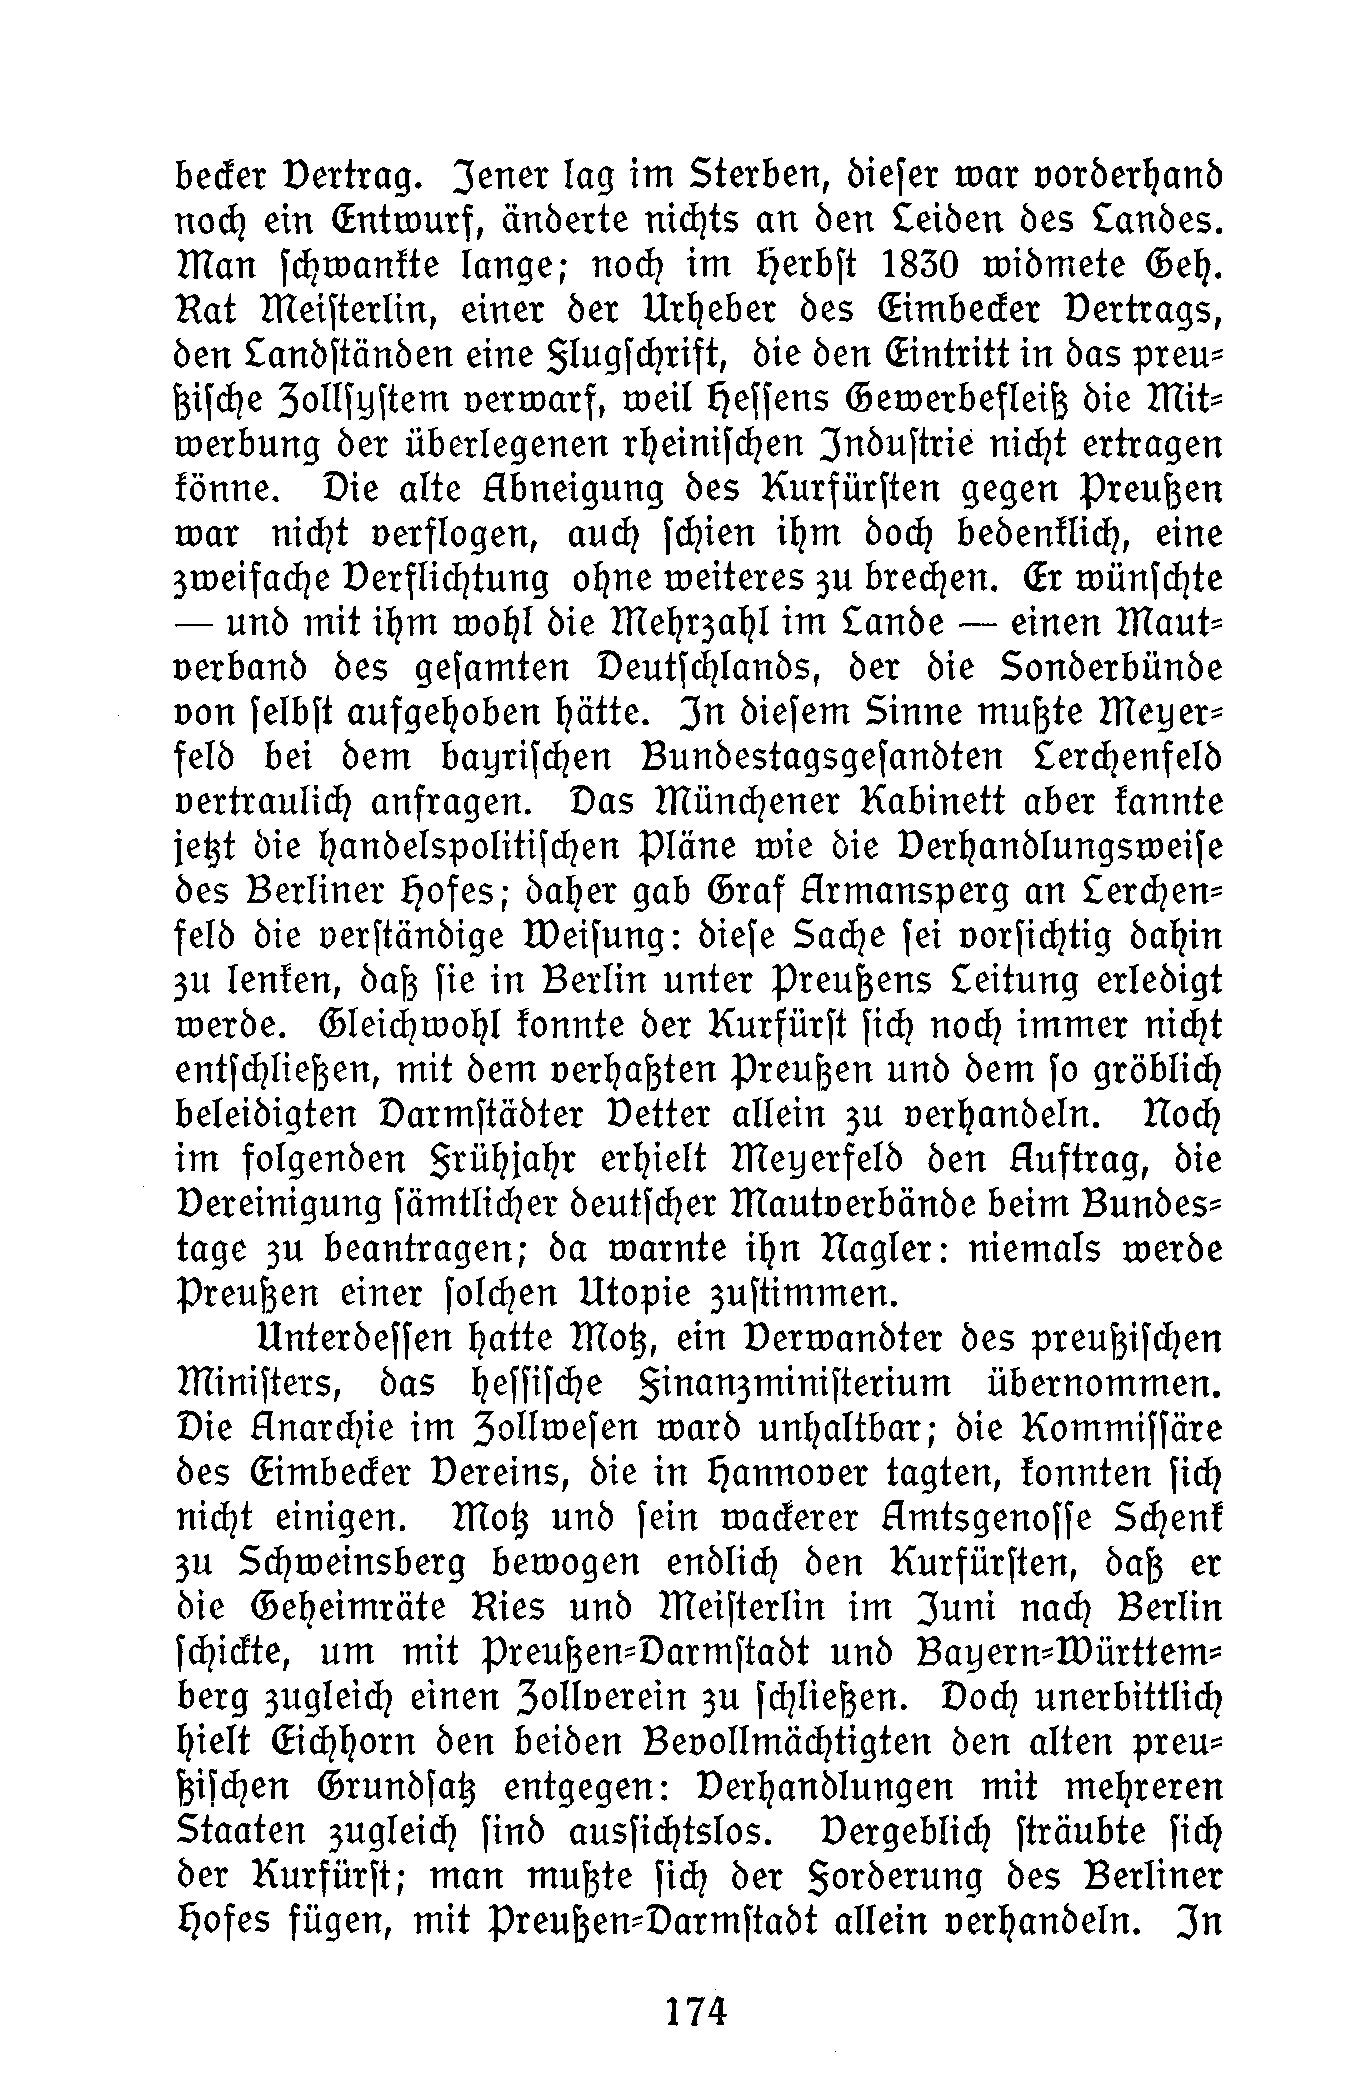 becker Vertrag. Jener lag im Sterben, dieser war vorderhand
noch ein Entwurf, änderte nichts an den Leiden des Landes.
Man schwankte lange; noch im Herbst 1830 widmete Geh.
Rat Meisterlin, einer der Urheber des Eimbecker Vertrags,
den Landständen eine Flugschrift, die den Eintritt in das preu-
ßische Zollsystem verwarf, weil Hessens Gewerbefleiß die Mit-
werbung der überlegenen rheinischen Industrie nicht ertragen
könne. Die alte Abneigung des Kurfürsten gegen Preußen
war nicht verflogen, auch schien ihm doch bedenklich, eine
zweifache Verflichtung ohne weiteres zu brechen. Er wünschte
— und mit ihm wohl die Mehrzahl im Lande — einen Maut-
verband des gesamten Deutschlands, der die Sonderbünde
von selbst aufgehoben hätte. In diesem Sinne mußte Meyer-
feld bei dem bayrischen Bundestagsgesandten Lerchenfeld
vertraulich anfragen. Das Münchener Kabinett aber kannte
jetzt die handelspolitischen Pläne wie die Verhandlungsweise
des Berliner Hofes; daher gab Graf Armansperg an Lerchen-
feld die verständige Weisung: diese Sache sei vorsichtig dahin
zu lenken, daß sie in Berlin unter Preußens Leitung erledigt
werde. Gleichwohl konnte der Kurfürst sich noch immer nicht
entschließen, mit dem verhaßten Preußen und dem so gröblich
beleidigten Darmstädter Vetter allein zu verhandeln. Noch
im folgenden Frühjahr erhielt Meyerfeld den Auftrag, die
Vereinigung sämtlicher deutscher Mautverbände beim Bundes-
tage zu beantragen; da warnte ihn Nagler: niemals werde
Preußen einer solchen Utopie zustimmen.
Unterdessen hatte Motz, ein Verwandter des preußischen
Ministers, das hessische Finanzministerium übernommen.
Die Anarchie im Zollwesen ward unhaltbar; die Kommissäre
des Eimbecker Vereins, die in Hannover tagten, konnten sich
nicht einigen. Motz und sein wackerer Amtsgenosse Schenk
zu Schweinsberg bewogen endlich den Kurfürsten, daß er
die Geheimräte Ries und Meisterlin im Juni nach Berlin
schickte, um mit Preußen-Darmstadt und Bayern-Württem-
berg zugleich einen Zollverein zu schließen. Doch unerbittlich
hielt Eichhorn den beiden Bevollmächtigten den alten preu-
ßischen Grundsatz entgegen: Verhandlungen mit mehreren
Staaten zugleich sind aussichtslos. Vergeblich sträubte sich
der Kurfürst; man mußte sich der Forderung des Berliner
Hofes fügen, mit Preußen-Darmstadt allein verhandeln. In
174